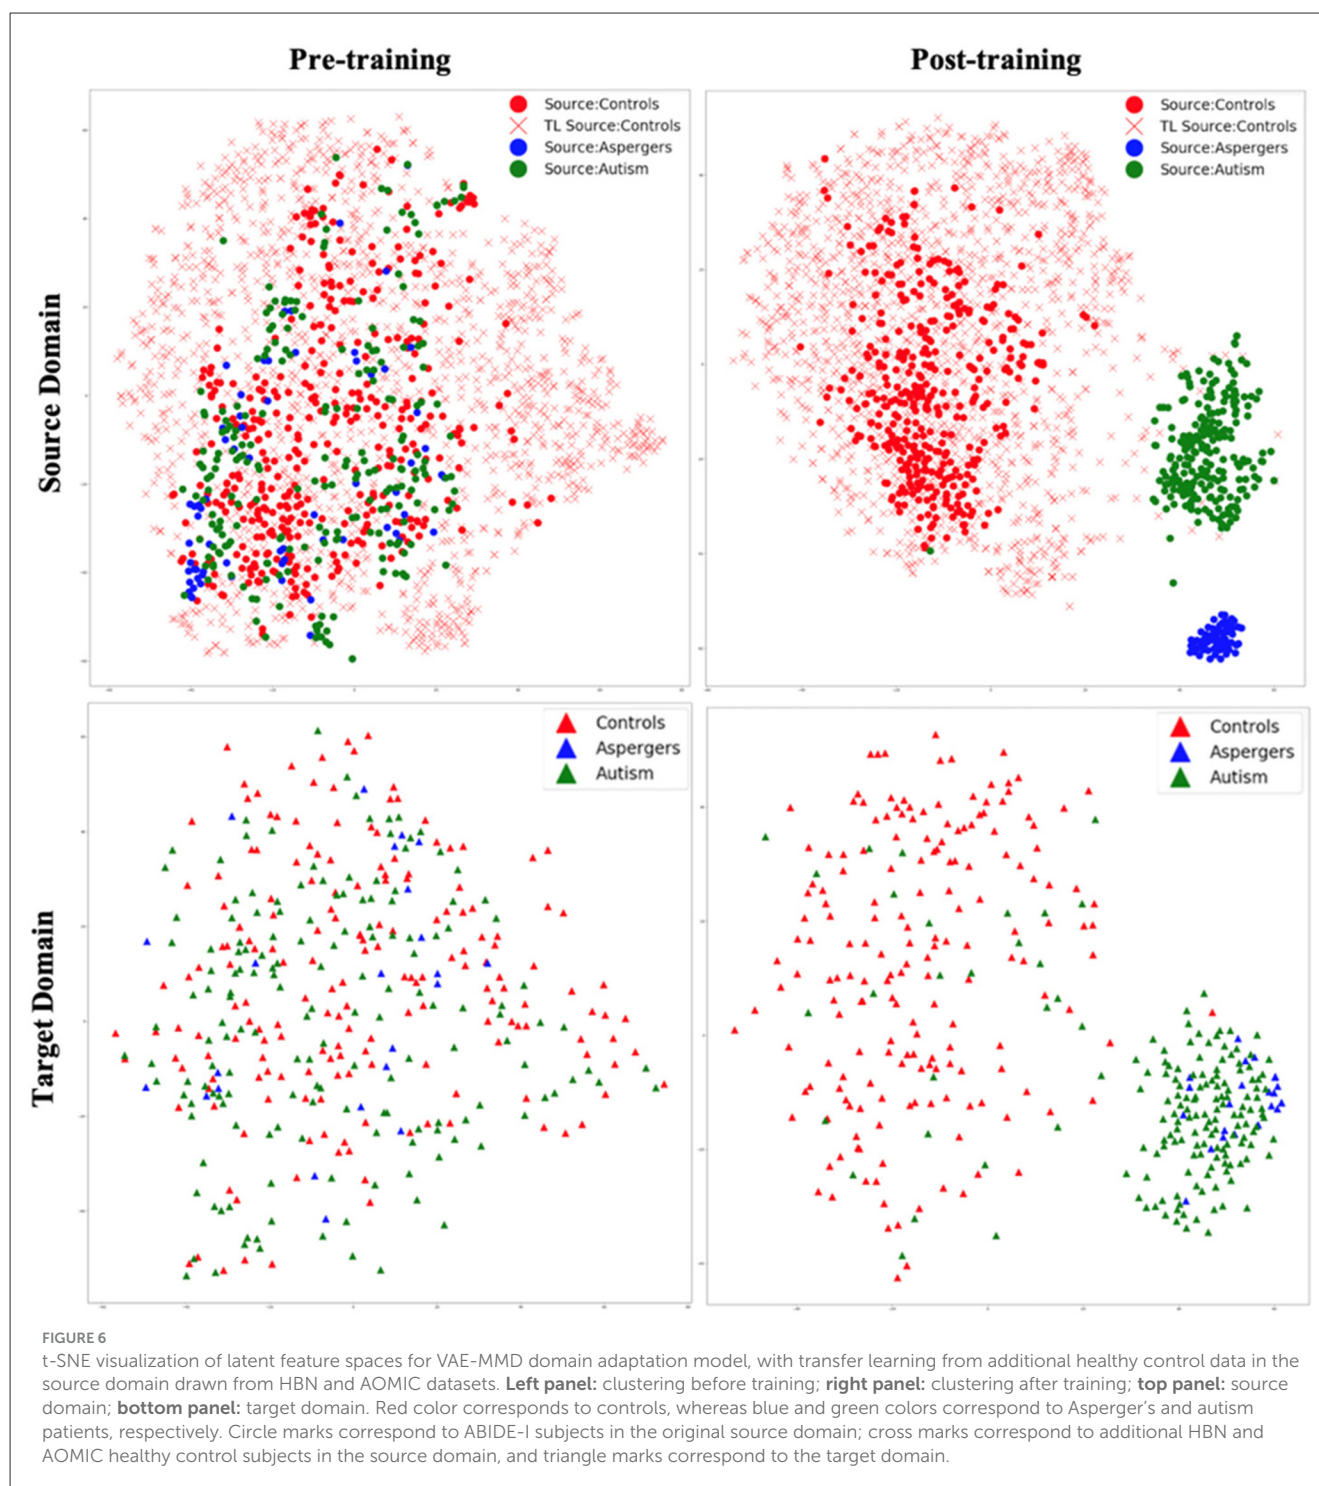 Pre-training
Post-training
Source Domain
Source:Controls
TL Source:Controls
Source:Aspergers
Source:Autism
Source:Controls
TL Source:Controls
Source:Aspergers
Source:Autism
Target Domain
Controls
Aspergers
Autism
Controls
Aspergers
Autism
FIGURE 6
t-SNE visualization of latent feature spaces for VAE-MMD domain adaptation model, with transfer learning from additional healthy control data in the
source domain drawn from HBN and AOMIC datasets. Left panel: clustering before training; right panel: clustering after training; top panel: source
domain; bottom panel: target domain. Red color corresponds to controls, whereas blue and green colors correspond to Asperger's and autism
patients, respectively. Circle marks correspond to ABIDE-I subjects in the original source domain; cross marks correspond to additional HBN and
AOMIC healthy control subjects in the source domain, and triangle marks correspond to the target domain.